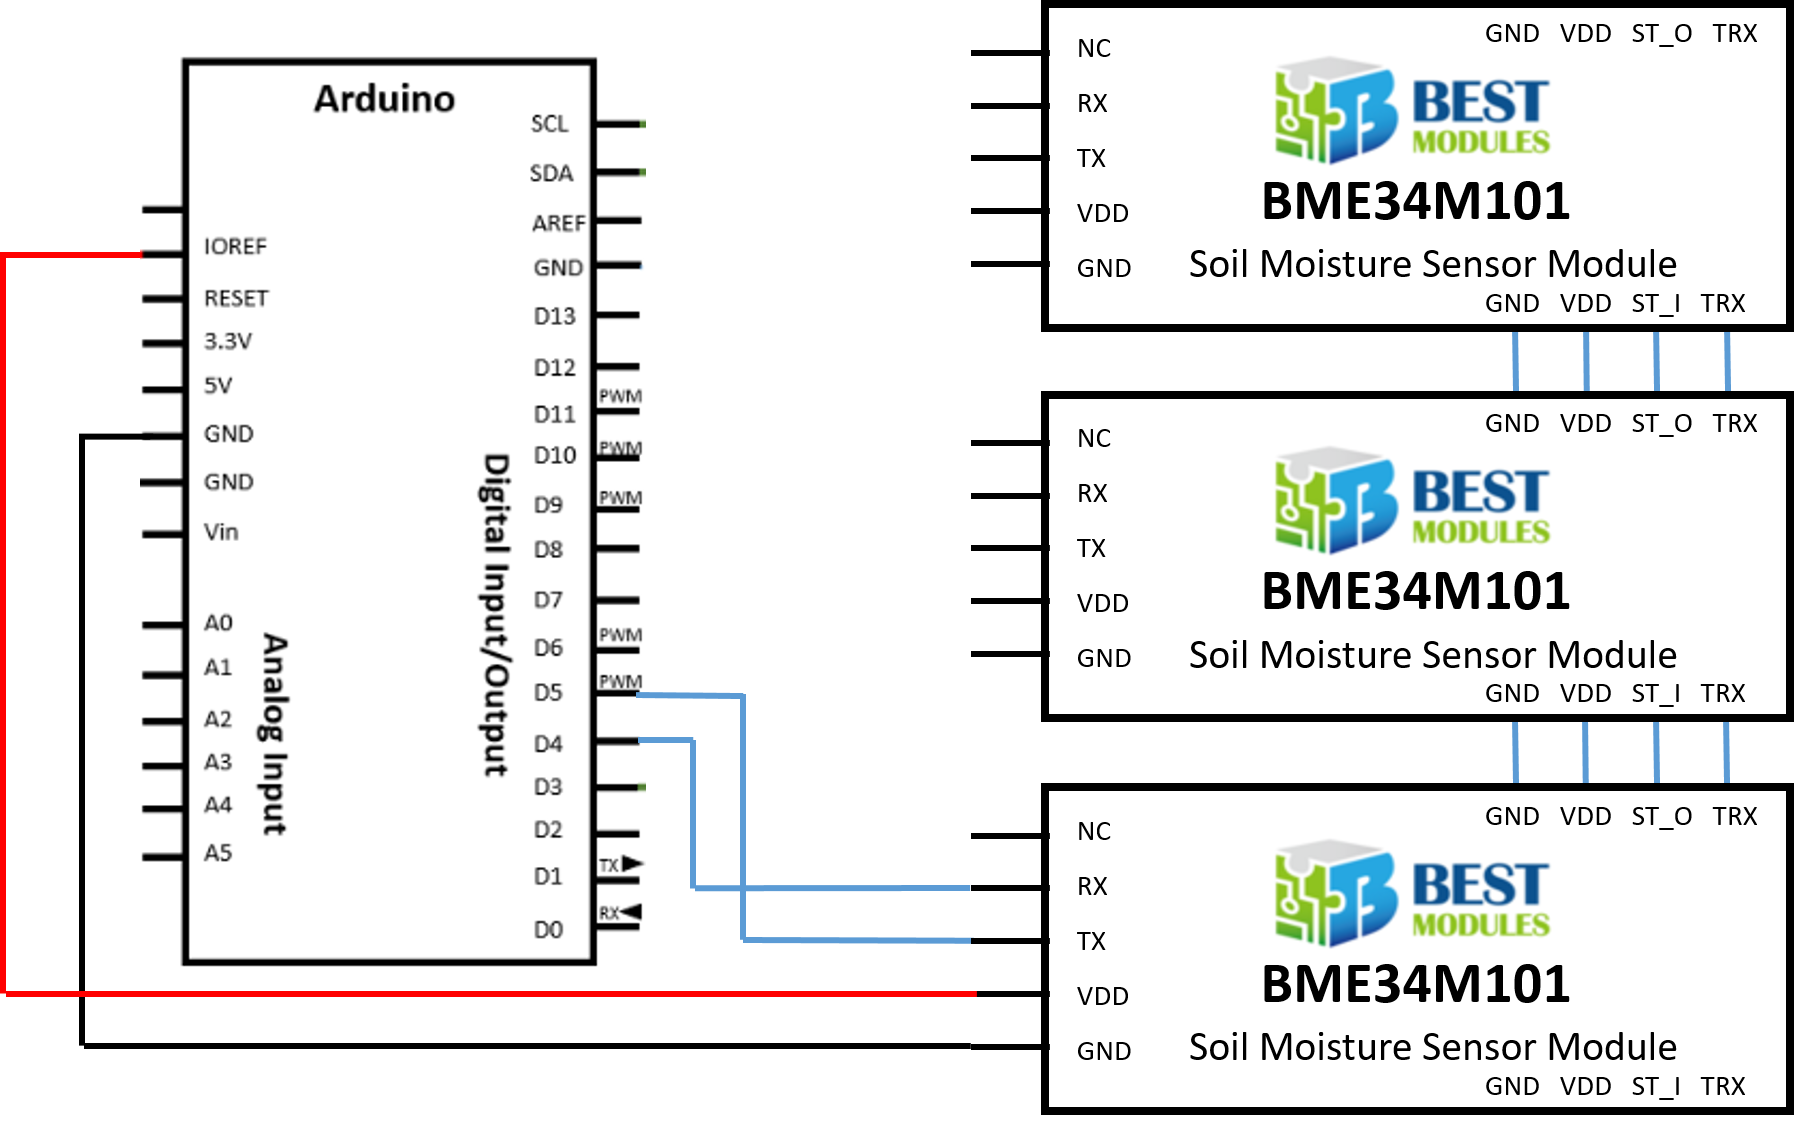 Arduino
IOREF
RESET
3.3V
5V
GND
GND
Vin
A0
A1
A2
A3
A4
A5
Analog Input
Digital Input/Output
SCL
SDA
AREF
GND
D13
D12
D11 PWM
D10 PWM
D9 PWM
D8
D7
D6 PWM
D5 PWM
D4
D3
D2
D1 TX
D0 RX
GND VDD ST_O TRX
NC
RX
TX
VDD
GND
BEST
MODULES
BME34M101
Soil Moisture Sensor Module
GND VDD ST_I TRX
GND VDD ST_O TRX
NC
RX
TX
VDD
GND
BEST
MODULES
BME34M101
Soil Moisture Sensor Module
GND VDD ST_I TRX
GND VDD ST_O TRX
NC
RX
TX
VDD
GND
BEST
MODULES
BME34M101
Soil Moisture Sensor Module
GND VDD ST_I TRX